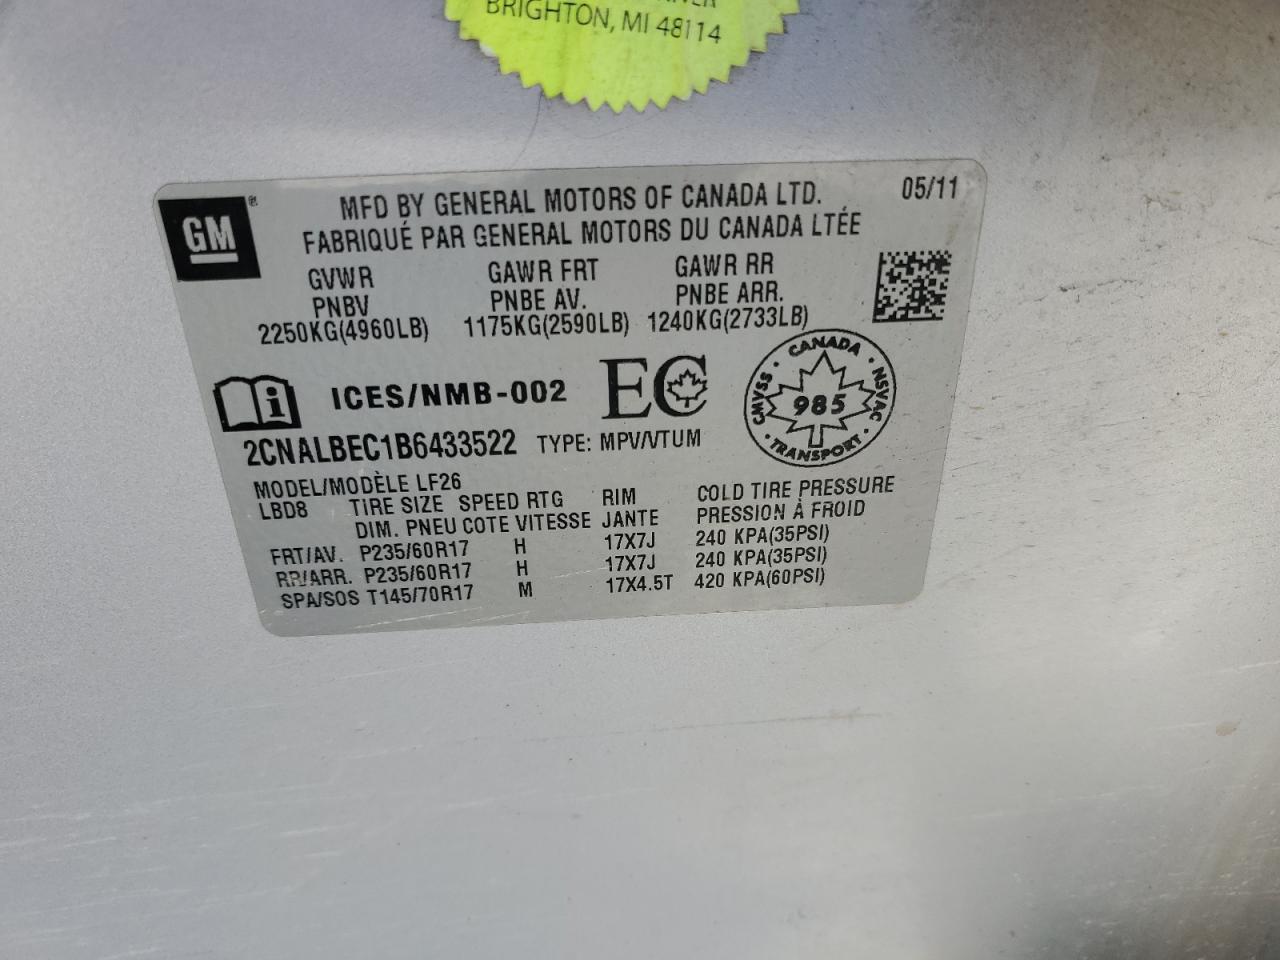 BRIGHTON, MI 48114
GM ®
MFD BY GENERAL MOTORS OF CANADA LTD. 05/11
FABRIQUÉ PAR GENERAL MOTORS DU CANADA LTÉE
GVWR GAWR FRT GAWR RR
PNBV PNBE AV. PNBE ARR.
2250KG(4960LB) 1175KG(2590LB) 1240KG(2733LB)
i ICES/NMB-002 EC
CANADA · NSVAC · TRANSPORT · CMVSS · 985
2CNALBEC1B6433522 TYPE: MPV/VTUM
MODEL/MODÈLE LF26
LBD8 TIRE SIZE SPEED RTG RIM COLD TIRE PRESSURE
DIM. PNEU COTE VITESSE JANTE PRESSION À FROID
FRT/AV. P235/60R17 H 17X7J 240 KPA(35PSI)
RR/ARR. P235/60R17 H 17X7J 240 KPA(35PSI)
SPA/SOS T145/70R17 M 17X4.5T 420 KPA(60PSI)